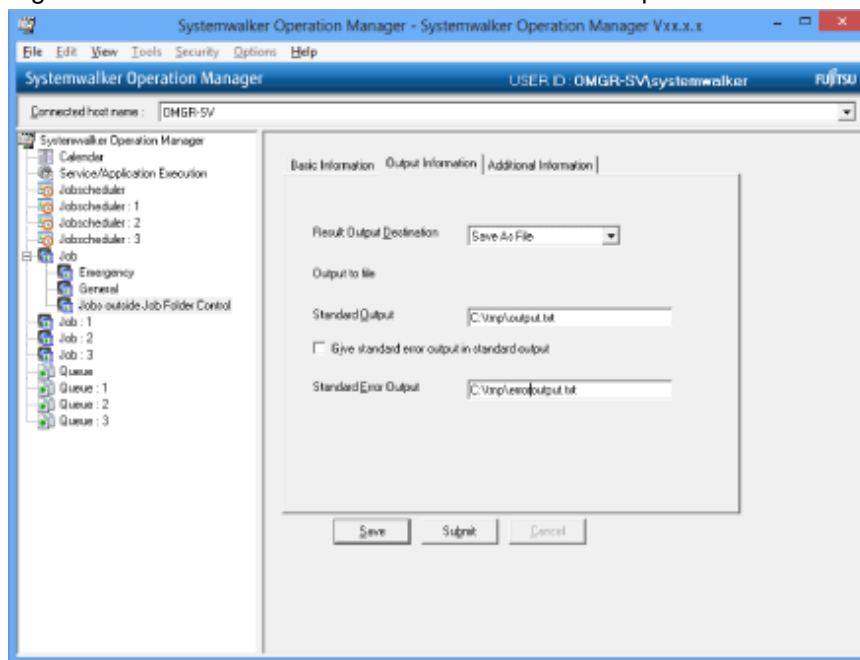 Systemwalker Operation Manager - Systemwalker Operation Manager Vxx.x.x
File Edit View Tools Security Options Help
Systemwalker Operation Manager
USER ID : OMGR-SV\systemwalker
FUJITSU
Connected host name :
OMGR-SV
Systemwalker Operation Manager
Calendar
Service/Application Execution
Jobscheduler
Jobscheduler : 1
Jobscheduler : 2
Jobscheduler : 3
Job
Emergency
General
Jobs outside Job Folder Control
Job : 1
Job : 2
Job : 3
Queue
Queue : 1
Queue : 2
Queue : 3
Basic Information
Output Information
Additional Information
Result Output Destination
Save As File
Output to file
Standard Output
C:\tmp\output.txt
Give standard error output in standard output
Standard Error Output
C:\tmp\erroroutput.txt
Save
Submit
Cancel